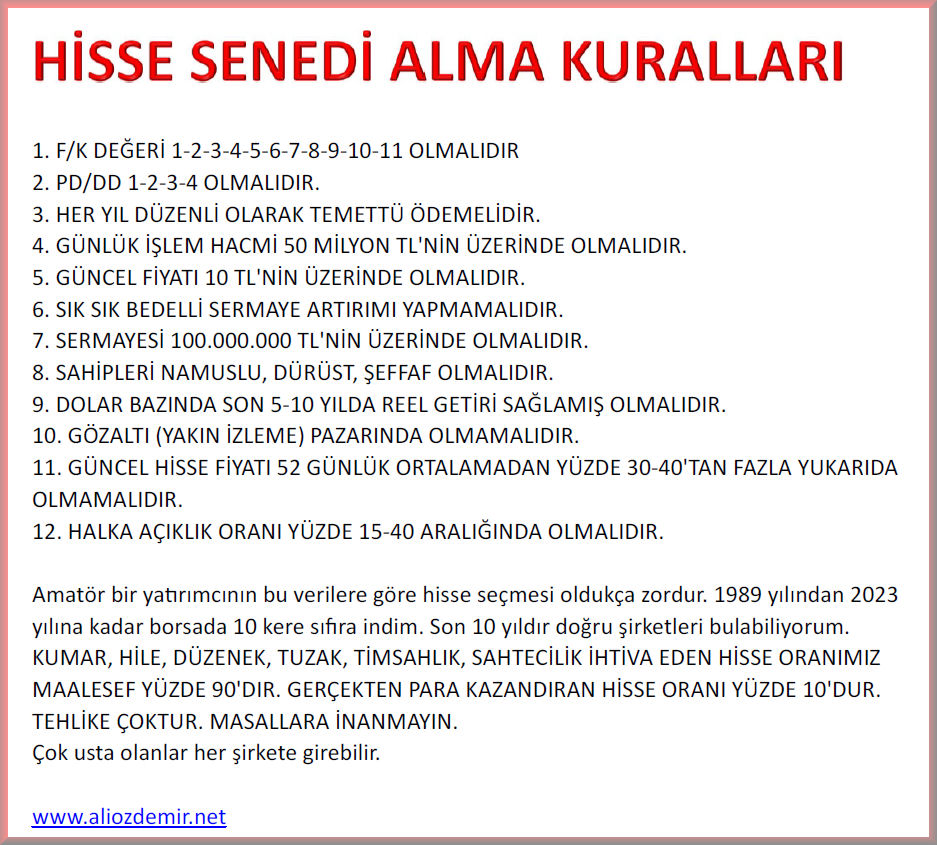 HİSSE SENEDİ ALMA KURALLARI
1. F/K DEĞERİ 1-2-3-4-5-6-7-8-9-10-11 OLMALIDIR
2. PD/DD 1-2-3-4 OLMALIDIR.
3. HER YIL DÜZENLİ OLARAK TEMETTÜ ÖDEMELİDİR.
4. GÜNLÜK İŞLEM HACMİ 50 MİLYON TL'NİN ÜZERİNDE OLMALIDIR.
5. GÜNCEL FİYATI 10 TL'NİN ÜZERİNDE OLMALIDIR.
6. SIK SIK BEDELLİ SERMAYE ARTIRIMI YAPMAMALIDIR.
7. SERMAYESİ 100.000.000 TL'NİN ÜZERİNDE OLMALIDIR.
8. SAHİPLERİ NAMUSLU, DÜRÜST, ŞEFFAF OLMALIDIR.
9. DOLAR BAZINDA SON 5-10 YILDA REEL GETİRİ SAĞLAMIŞ OLMALIDIR.
10. GÖZALTI (YAKIN İZLEME) PAZARINDA OLMAMALIDIR.
11. GÜNCEL HİSSE FİYATI 52 GÜNLÜK ORTALAMADAN YÜZDE 30-40'TAN FAZLA YUKARIDA
OLMAMALIDIR.
12. HALKA AÇIKLIK ORANI YÜZDE 15-40 ARALIĞINDA OLMALIDIR.
Amatör bir yatırımcının bu verilere göre hisse seçmesi oldukça zordur. 1989 yılından 2023
yılına kadar borsada 10 kere sıfıra indim. Son 10 yıldır doğru şirketleri bulabiliyorum.
KUMAR, HİLE, DÜZENEK, TUZAK, TİMSAHLIK, SAHTECİLİK İHTİVA EDEN HİSSE ORANIMIZ
MAALESEF YÜZDE 90'DIR. GERÇEKTEN PARA KAZANDIRAN HİSSE ORANI YÜZDE 10'DUR.
TEHLİKE ÇOKTUR. MASALLARA İNANMAYIN.
Çok usta olanlar her şirkete girebilir.
www.aliozdemir.net